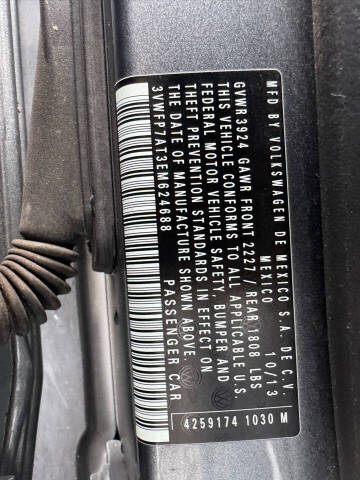 MFD BY VOLKSWAGEN DE MEXICO S.A. DE C.V.
MEXICO 10/13
GVWR3924 GAWR FRONT 2227 / REAR 1808 LBS
THIS VEHICLE CONFORMS TO ALL APPLICABLE U.S.
FEDERAL MOTOR VEHICLE SAFETY, BUMPER AND
THEFT PREVENTION STANDARDS IN EFFECT ON
THE DATE OF MANUFACTURE SHOWN ABOVE.
3VWFP7AT3EM624688 PASSENGER CAR
4259174 1030 M